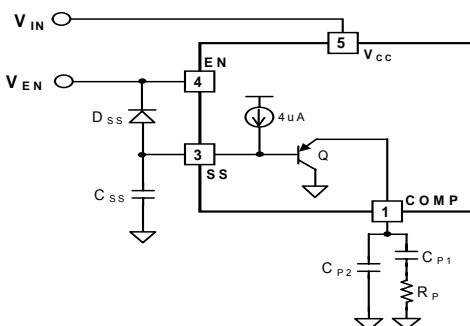 V IN
5
V CC
V EN
EN
4
D SS
4uA
3
SS
Q
C SS
COMP
1
C P1
C P2
R P